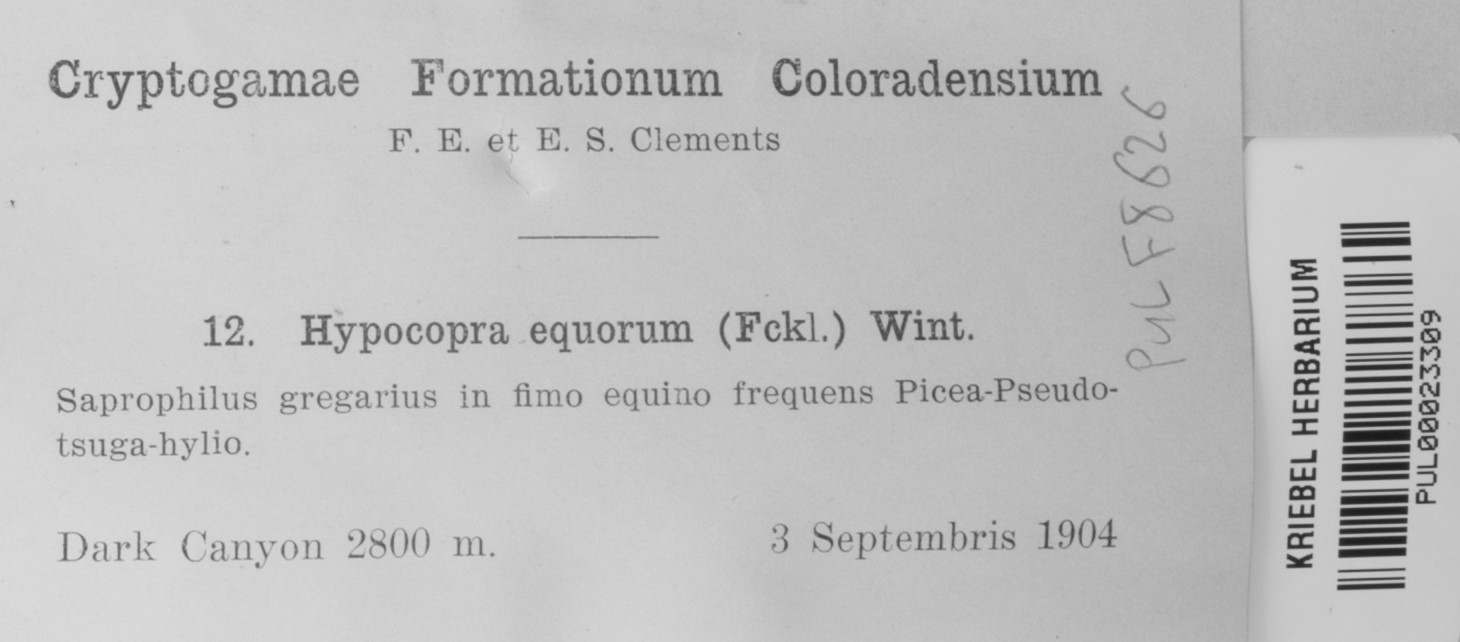 Cryptogamae Formationum Coloradensium
F. E. et E. S. Clements
12. Hypocopra equorum (Fckl.) Wint.
Saprophilus gregarius in fimo equino frequens Picea-Pseudo-
tsuga-hylio.
Dark Canyon 2800 m.
3 Septembris 1904
PUL F8626
KRIEBEL HERBARIUM
PUL00023309